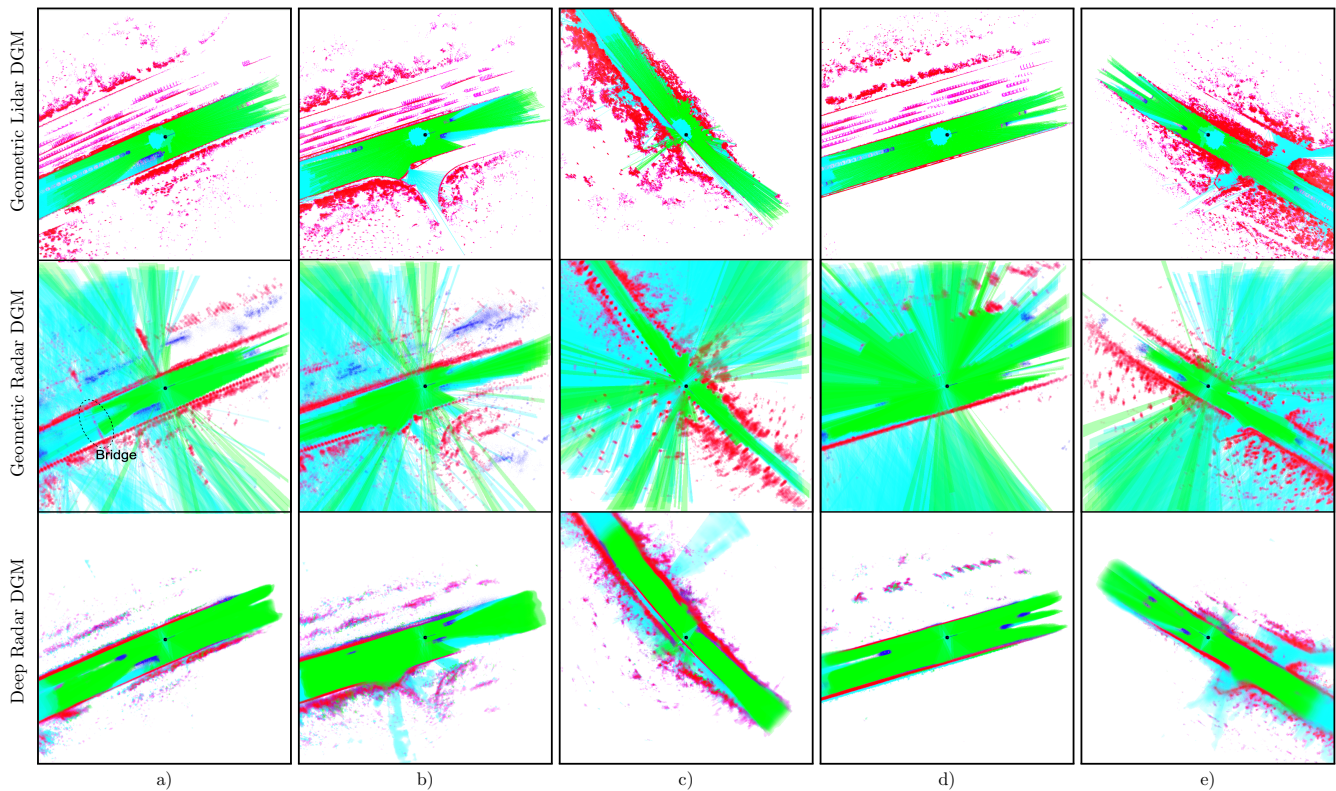 Geometric Lidar DGM
Geometric Radar DGM
Bridge
Deep Radar DGM
a) b) c) d) e)